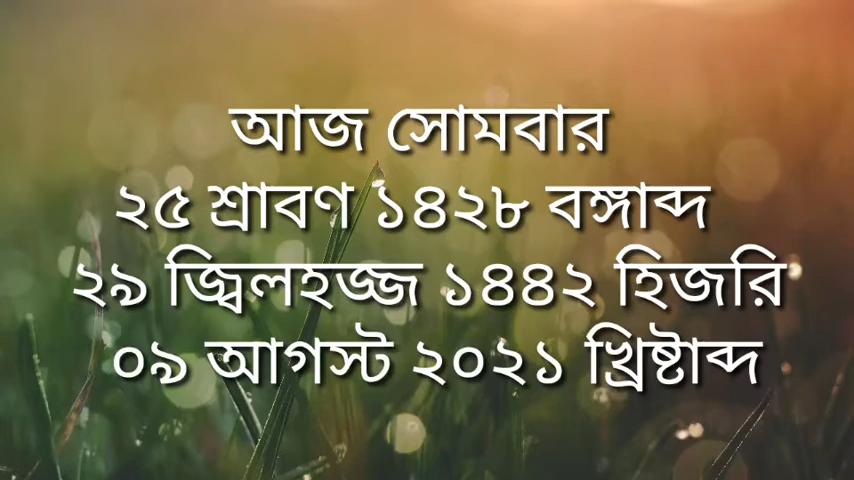 আজ সোমবার
২৫ শ্রাবণ ১৪২৮ বঙ্গাব্দ
২৯ জ্বিলহজ্জ ১৪৪২ হিজরি
০৯ আগস্ট ২০২১ খ্রিষ্টাব্দ